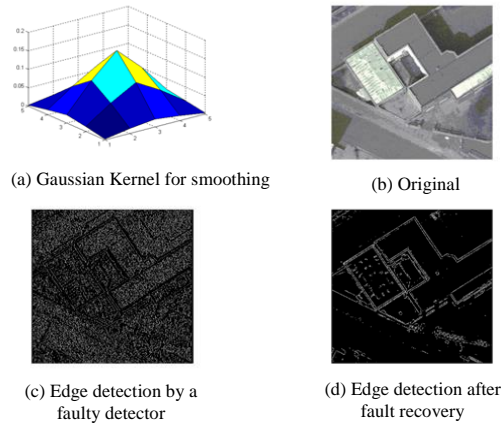 0.2
0.15
0.1
0.05
0
5
4
3
2
1
1
2
3
4
5
(a) Gaussian Kernel for smoothing
(b) Original
(c) Edge detection by a
faulty detector
(d) Edge detection after
fault recovery